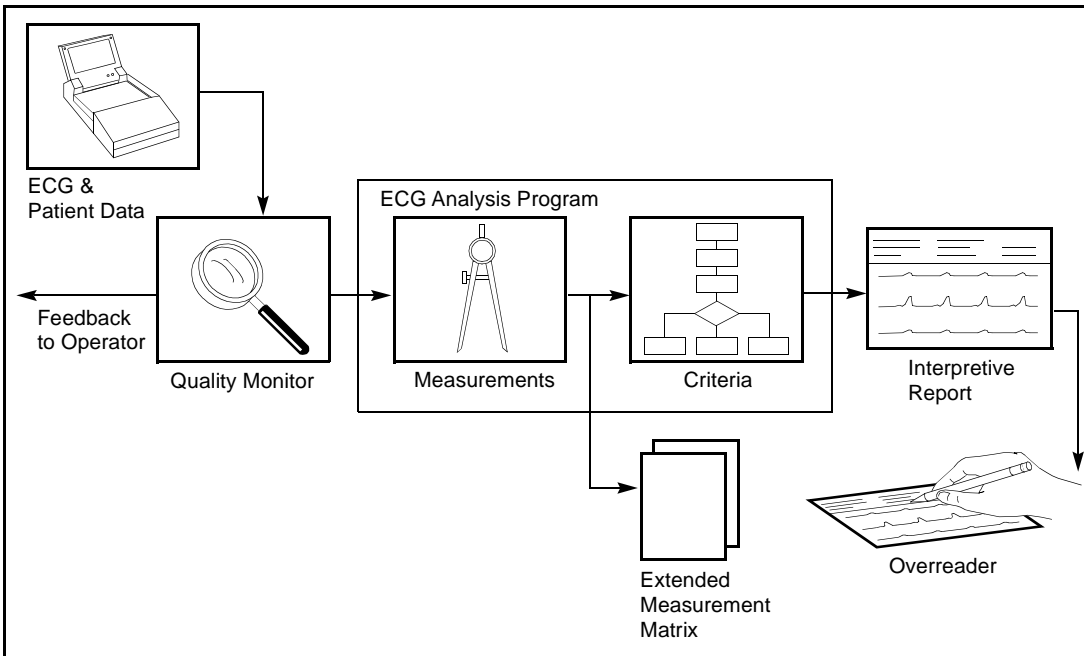 ECG &
Patient Data
ECG Analysis Program
Feedback
to Operator
Quality Monitor
Measurements
Criteria
Interpretive
Report
Extended
Measurement
Matrix
Overreader